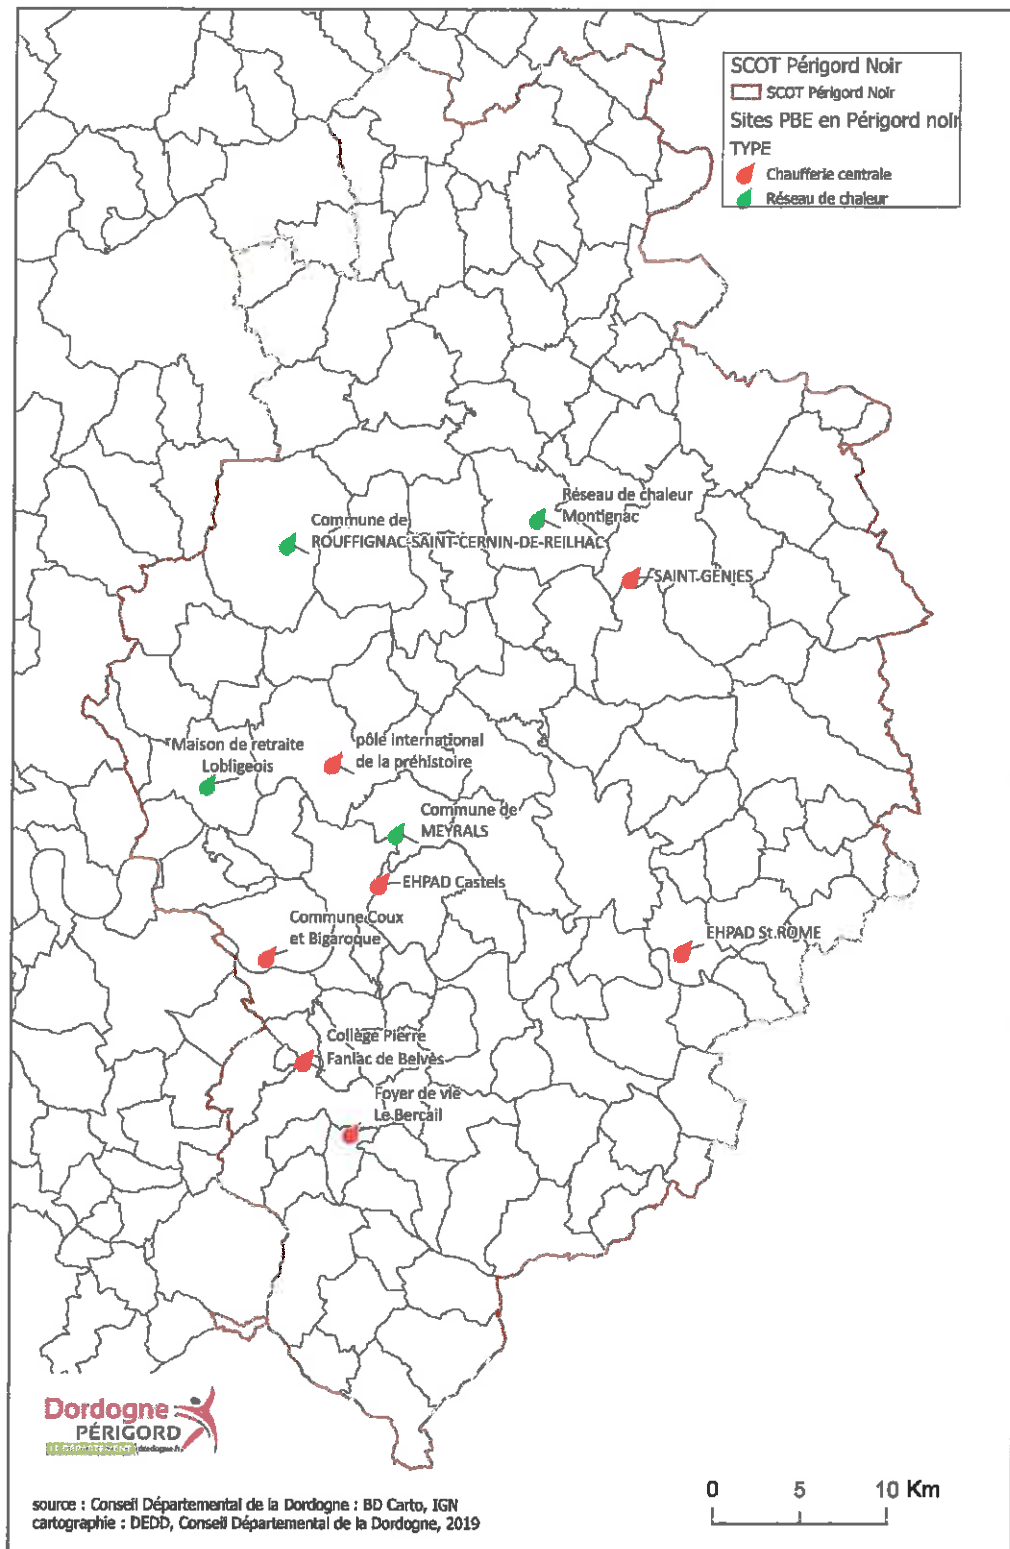 SCOT Périgord Noir
SCOT Périgord Noir
Sites PBE en Périgord noir
TYPE
Chaufferie centrale
Réseau de chaleur
Réseau de chaleur
Montignac
Commune de
ROUFFIGNAC-SAINT-CERNIN-DE-REILHAC
SAINT-GENIES
Maison de retraite
Lobligeois
pôle international
de la préhistoire
Commune de
MEYRALS
EHPAD Castels
Commune Coux
et Bigaroque
EHPAD St.ROME
Collège Pierre
Fanlac de Belvès
Foyer de vie
Le Bercail
Dordogne
PÉRIGORD
LE DÉPARTEMENT dordogne.fr
0 5 10 Km
source : Conseil Départemental de la Dordogne : BD Carto, IGN
cartographie : DEDD, Conseil Départemental de la Dordogne, 2019